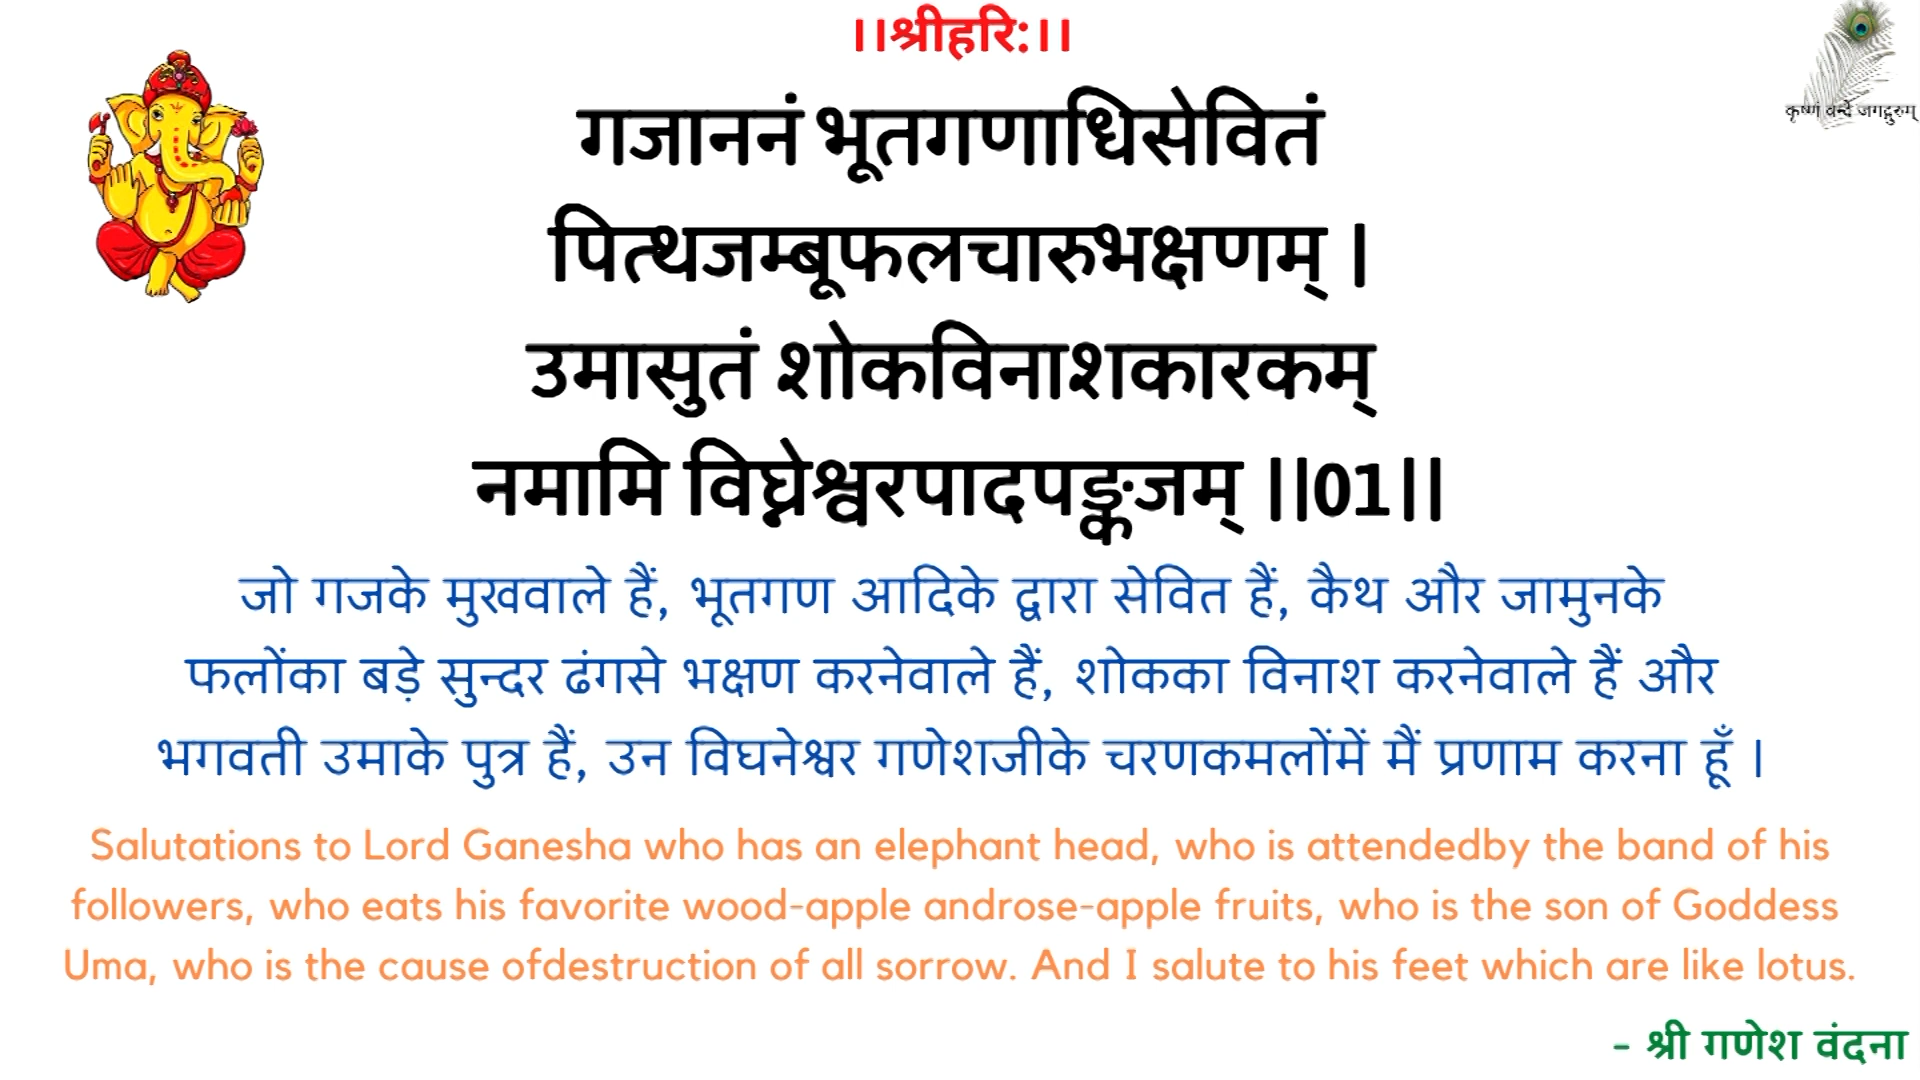 ।।श्रीहरि:।।
कृष्णं वन्दे जगद्गुरुम्
गजाननं भूतगणाधिसेवितं
पित्थजम्बूफलचारुभक्षणम् |
उमासुतं शोकविनाशकारकम्
नमामि विघ्नेश्वरपादपङ्कजम् ||01||
जो गजके मुखवाले हैं, भूतगण आदिके द्वारा सेवित हैं, कैथ और जामुनके
फलोंका बड़े सुन्दर ढंगसे भक्षण करनेवाले हैं, शोकका विनाश करनेवाले हैं और
भगवती उमाके पुत्र हैं, उन विघनेश्वर गणेशजीके चरणकमलोंमें मैं प्रणाम करना हूँ |
Salutations to Lord Ganesha who has an elephant head, who is attendedby the band of his
followers, who eats his favorite wood-apple androse-apple fruits, who is the son of Goddess
Uma, who is the cause ofdestruction of all sorrow. And I salute to his feet which are like lotus.
- श्री गणेश वंदना